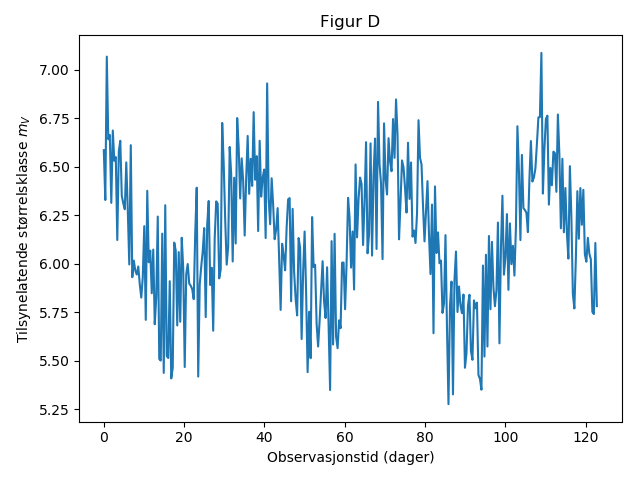 Figur D
Tilsynelatende størrelsklasse $m_V$
7.00
6.75
6.50
6.25
6.00
5.75
5.50
5.25
0 20 40 60 80 100 120
Observasjonstid (dager)